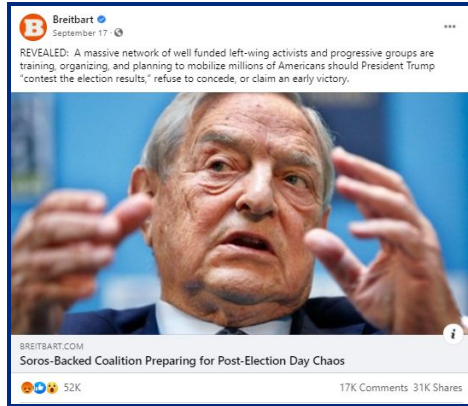 Breitbart
September 17 ·
REVEALED: A massive network of well funded left-wing activists and progressive groups are
training, organizing, and planning to mobilize millions of Americans should President Trump
"contest the election results," refuse to concede, or claim an early victory.
BREITBART.COM
Soros-Backed Coalition Preparing for Post-Election Day Chaos
52K
17K Comments 31K Shares